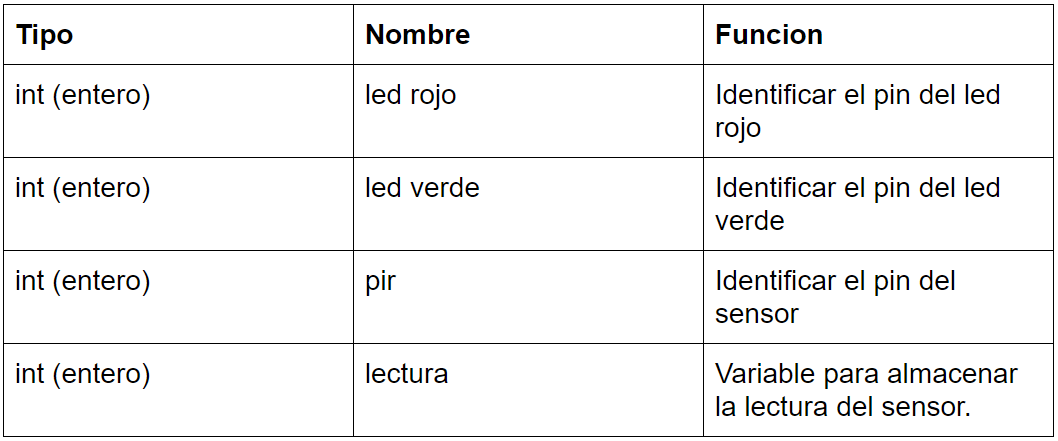 Tipo Nombre Funcion
int (entero) led rojo Identificar el pin del led
rojo
int (entero) led verde Identificar el pin del led
verde
int (entero) pir Identificar el pin del
sensor
int (entero) lectura Variable para almacenar
la lectura del sensor.